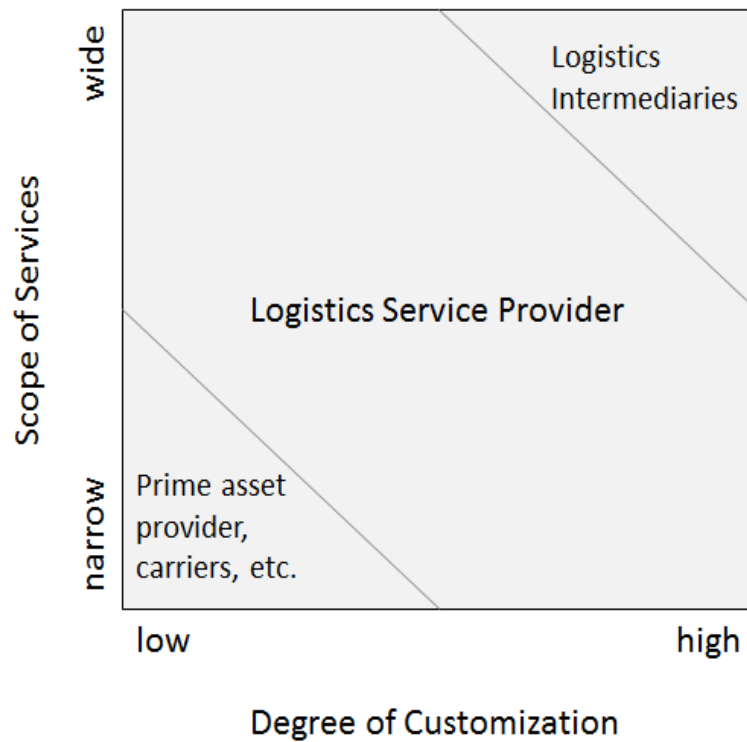 wide
Logistics
Intermediaries
Scope of Services
Logistics Service Provider
Prime asset
provider,
carriers, etc.
narrow
low
high
Degree of Customization